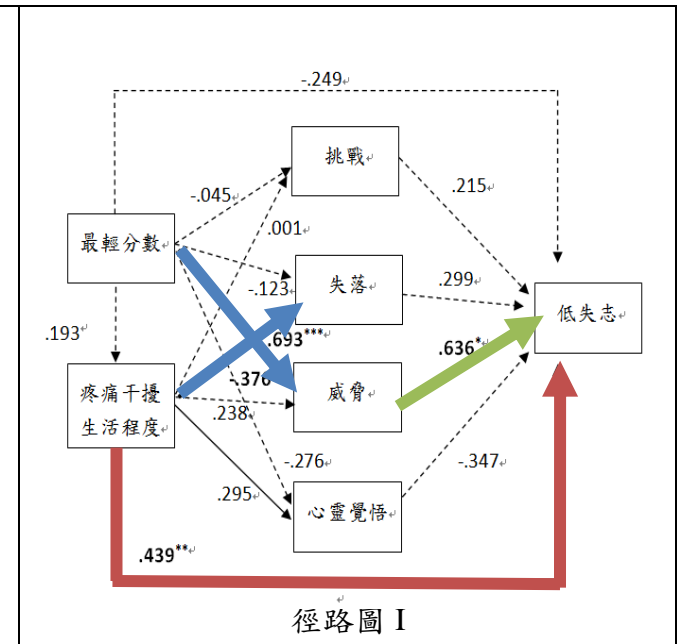 -.249
挑戰
-.045
.215
.001
最輕分數
失落
-.123
.299
低失志
.193
.693***
.636*
-.376
威脅
疼痛干擾
生活程度
.238
-.276
-.347
.295
心靈覺悟
.439**
徑路圖 I